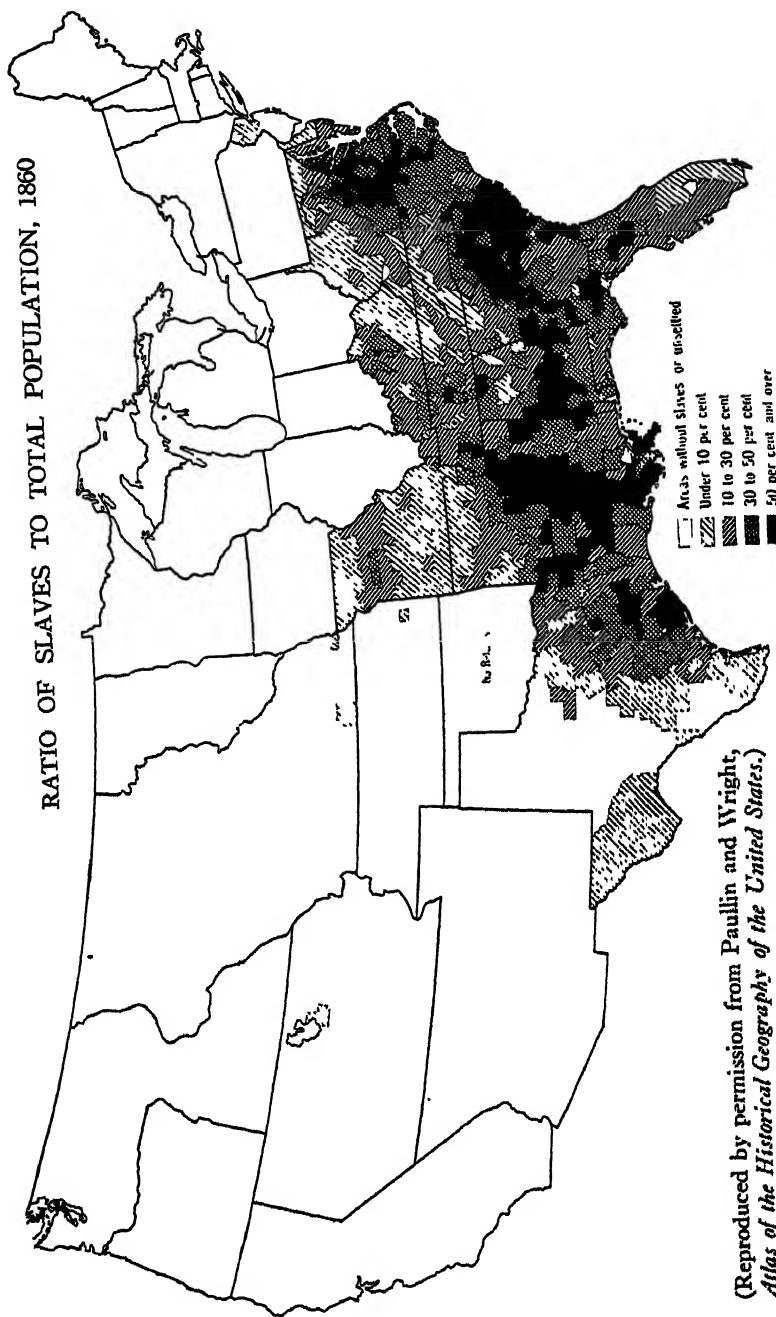 RATIO OF SLAVES TO TOTAL POPULATION, 1860
Areas without slaves or unsettled
Under 10 per cent
10 to 30 per cent
30 to 50 per cent
50 per cent and over
(Reproduced by permission from Paullin and Wright,
Atlas of the Historical Geography of the United States.)